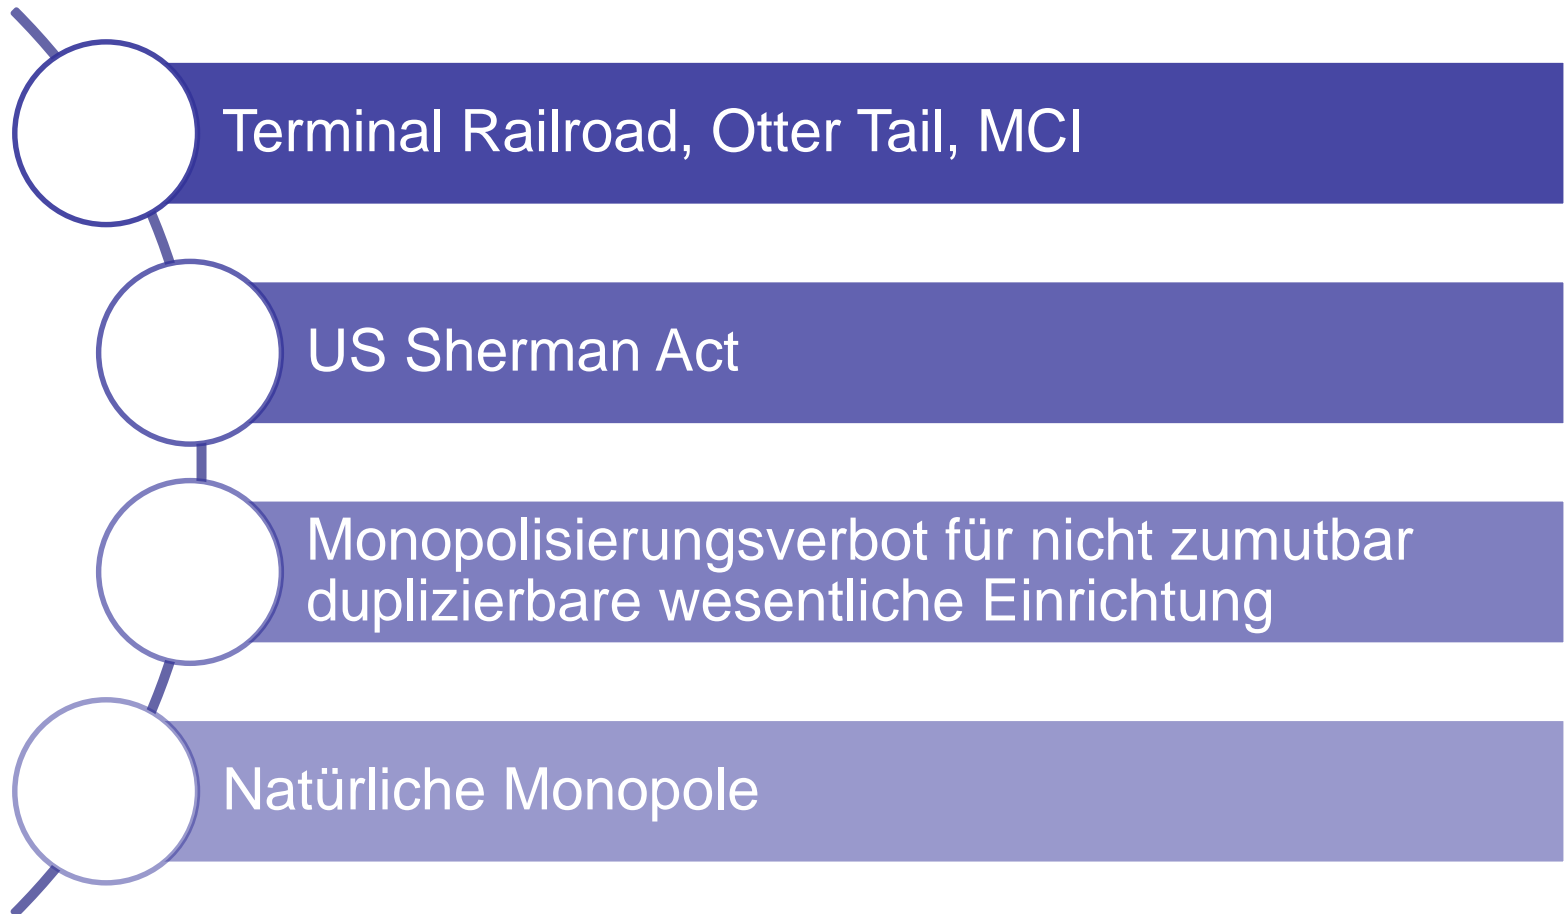 Terminal Railroad, Otter Tail, MCI
US Sherman Act
Monopolisierungsverbot für nicht zumutbar
duplizierbare wesentliche Einrichtung
Natürliche Monopole